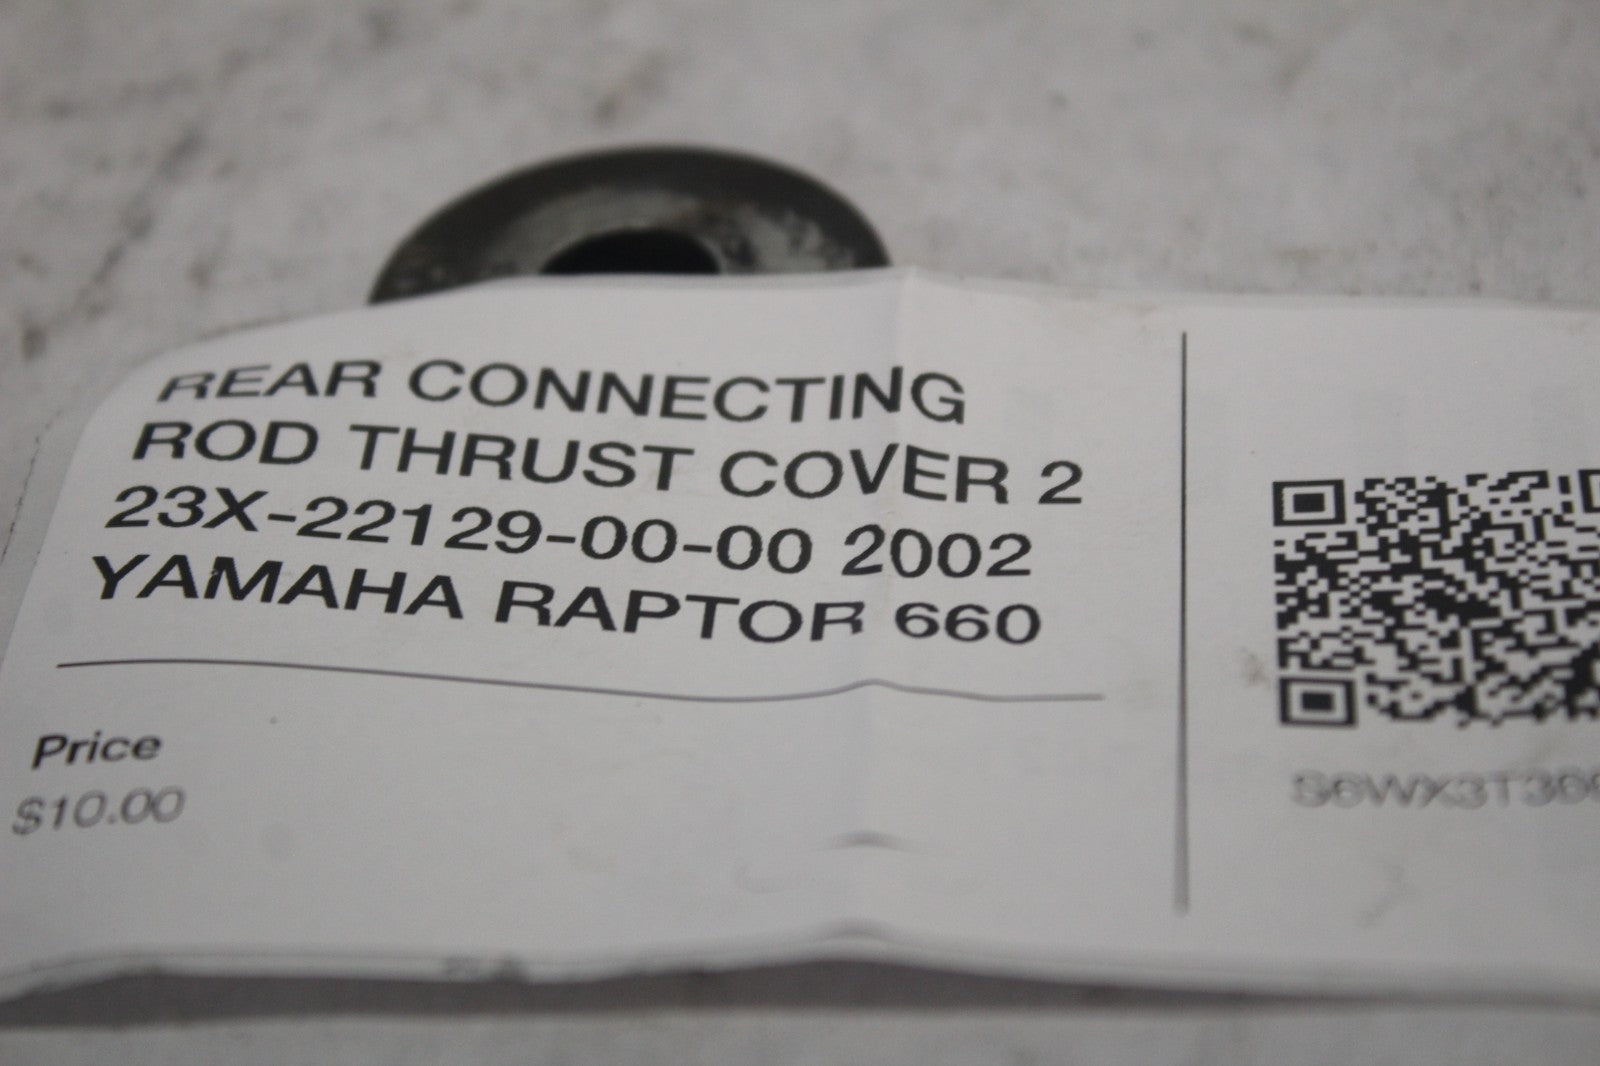 REAR CONNECTING
ROD THRUST COVER 2
23X-22129-00-00 2002
YAMAHA RAPTOR 660
Price
$10.00